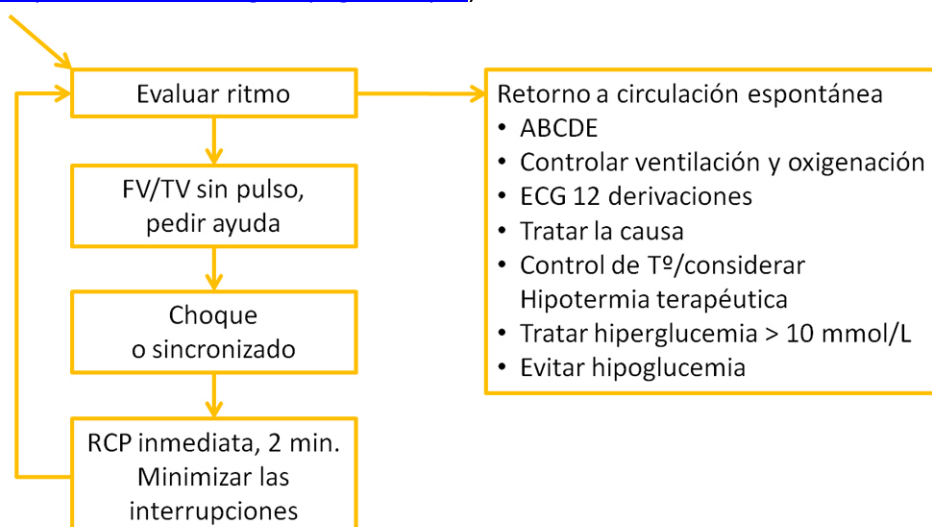 Evaluar ritmo
FV/TV sin pulso,
pedir ayuda
Choque
o sincronizado
RCP inmediata, 2 min.
Minimizar las
interrupciones
Retorno a circulación espontánea
• ABCDE
• Controlar ventilación y oxigenación
• ECG 12 derivaciones
• Tratar la causa
• Control de Tº/considerar
Hipotermia terapéutica
• Tratar hiperglucemia > 10 mmol/L
• Evitar hipoglucemia